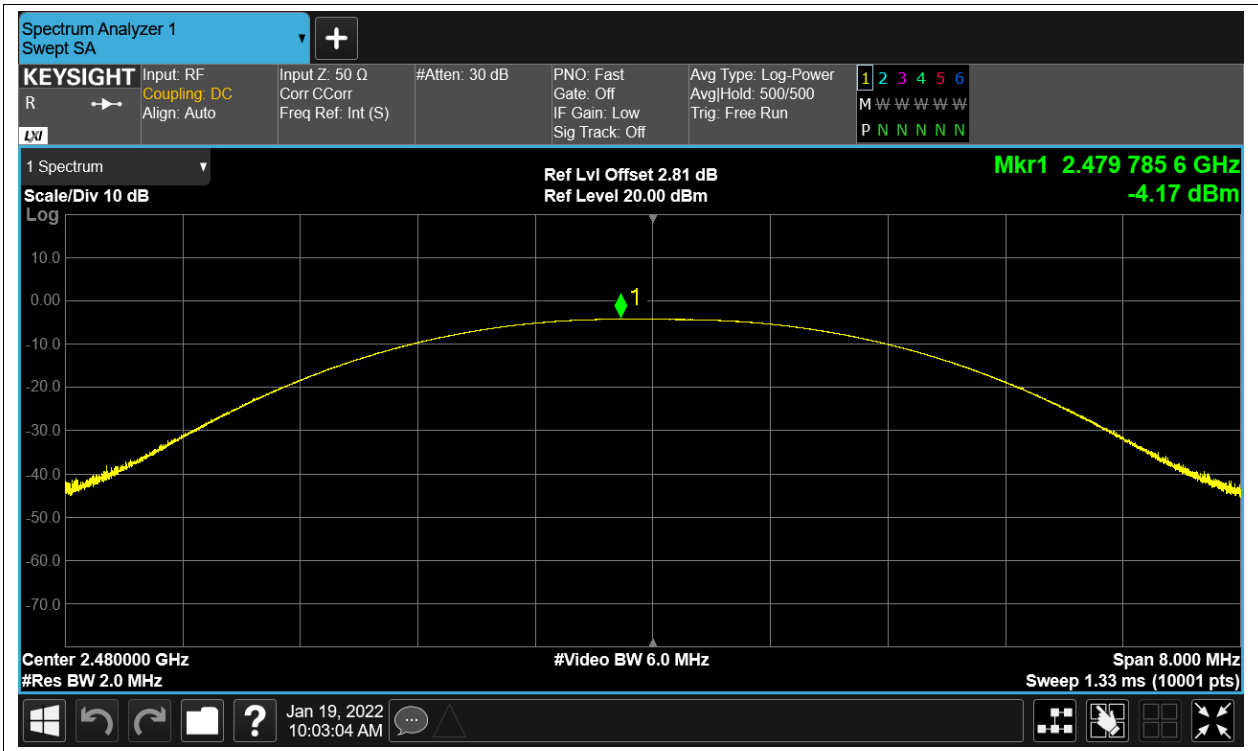 Spectrum Analyzer 1
Swept SA
KEYSIGHT
R
LXI
Input: RF
Coupling: DC
Align: Auto
Input Z: 50 Ω
Corr CCorr
Freq Ref: Int (S)
#Atten: 30 dB
PNO: Fast
Gate: Off
IF Gain: Low
Sig Track: Off
Avg Type: Log-Power
Avg|Hold: 500/500
Trig: Free Run
1 2 3 4 5 6
M W W W W W
P N N N N N
1 Spectrum
Scale/Div 10 dB
Log
Ref Lvl Offset 2.81 dB
Ref Level 20.00 dBm
Mkr1 2.479 785 6 GHz
-4.17 dBm
10.0
0.00
1
-10.0
-20.0
-30.0
-40.0
-50.0
-60.0
-70.0
Center 2.480000 GHz
#Res BW 2.0 MHz
#Video BW 6.0 MHz
Span 8.000 MHz
Sweep 1.33 ms (10001 pts)
?
Jan 19, 2022
10:03:04 AM